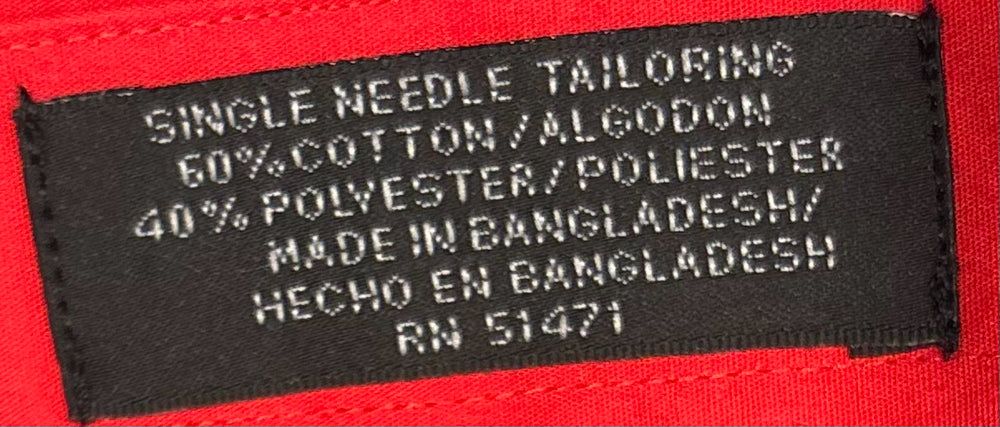 SINGLE NEEDLE TAILORING
60% COTTON/ALGODON
40% POLYESTER/POLIESTER
MADE IN BANGLADESH/
HECHO EN BANGLADESH
RN 51471